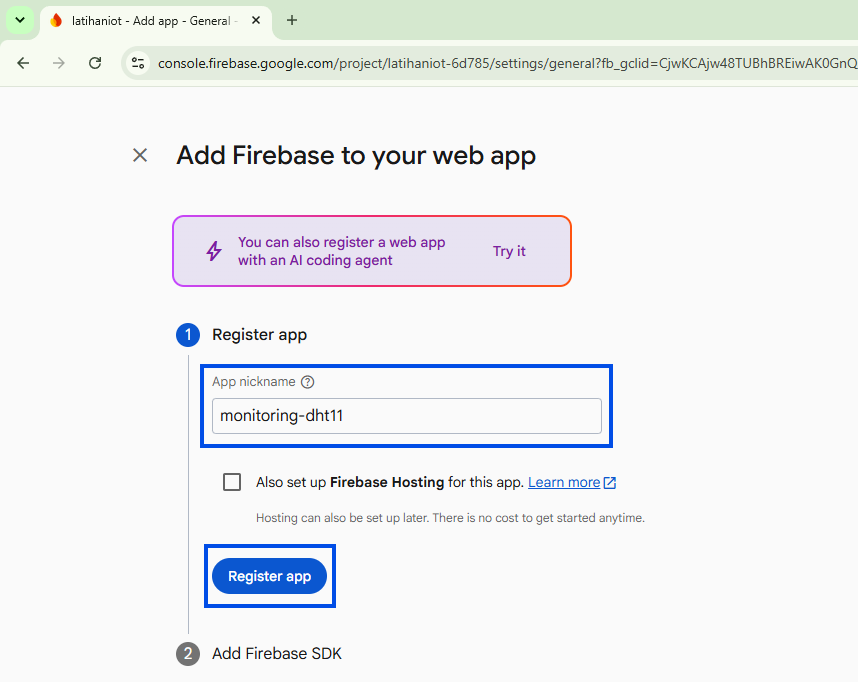 latihaniot - Add app - General -
console.firebase.google.com/project/latihaniot-6d785/settings/general?fb_gclid=CjwKCAjw48TUBhBREiwAK0GnQ
Add Firebase to your web app
You can also register a web app
with an AI coding agent
Try it
1 Register app
App nickname
monitoring-dht11
Also set up Firebase Hosting for this app. Learn more
Hosting can also be set up later. There is no cost to get started anytime.
Register app
2 Add Firebase SDK